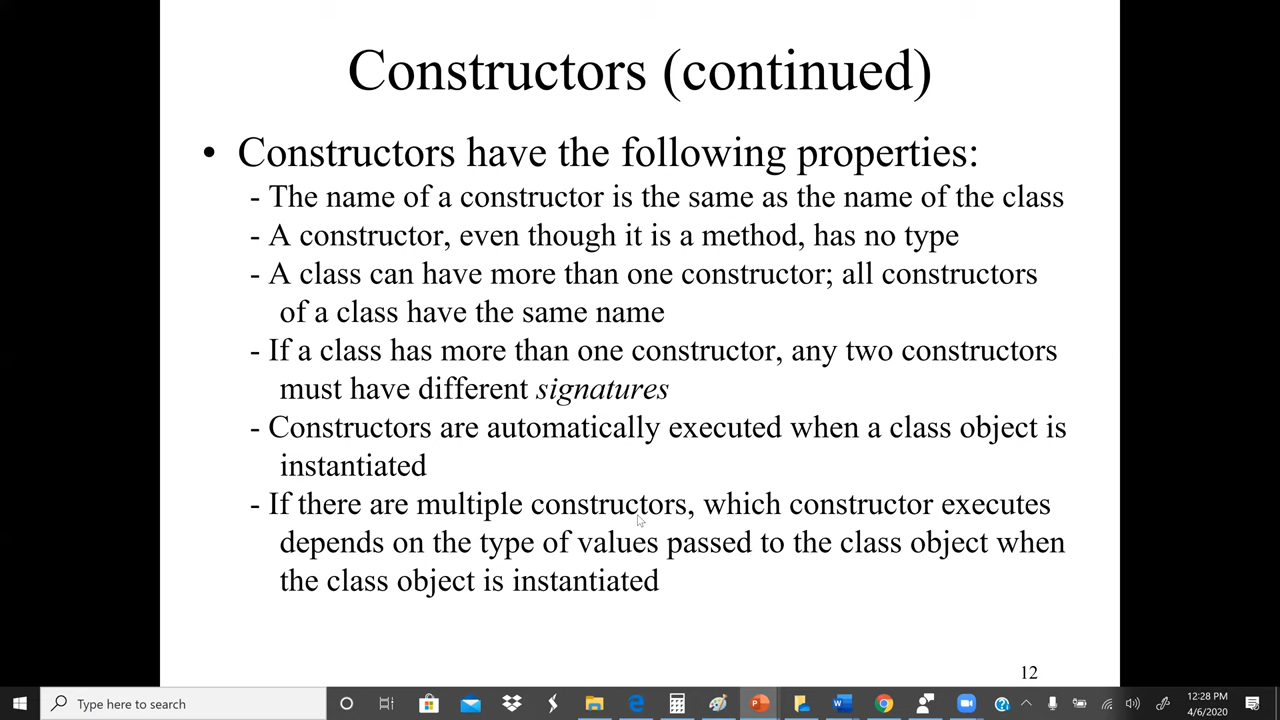 Constructors (continued)
• Constructors have the following properties:
- The name of a constructor is the same as the name of the class
- A constructor, even though it is a method, has no type
- A class can have more than one constructor; all constructors
of a class have the same name
- If a class has more than one constructor, any two constructors
must have different signatures
- Constructors are automatically executed when a class object is
instantiated
- If there are multiple constructors, which constructor executes
depends on the type of values passed to the class object when
the class object is instantiated
12
Type here to search
12:28 PM
4/6/2020